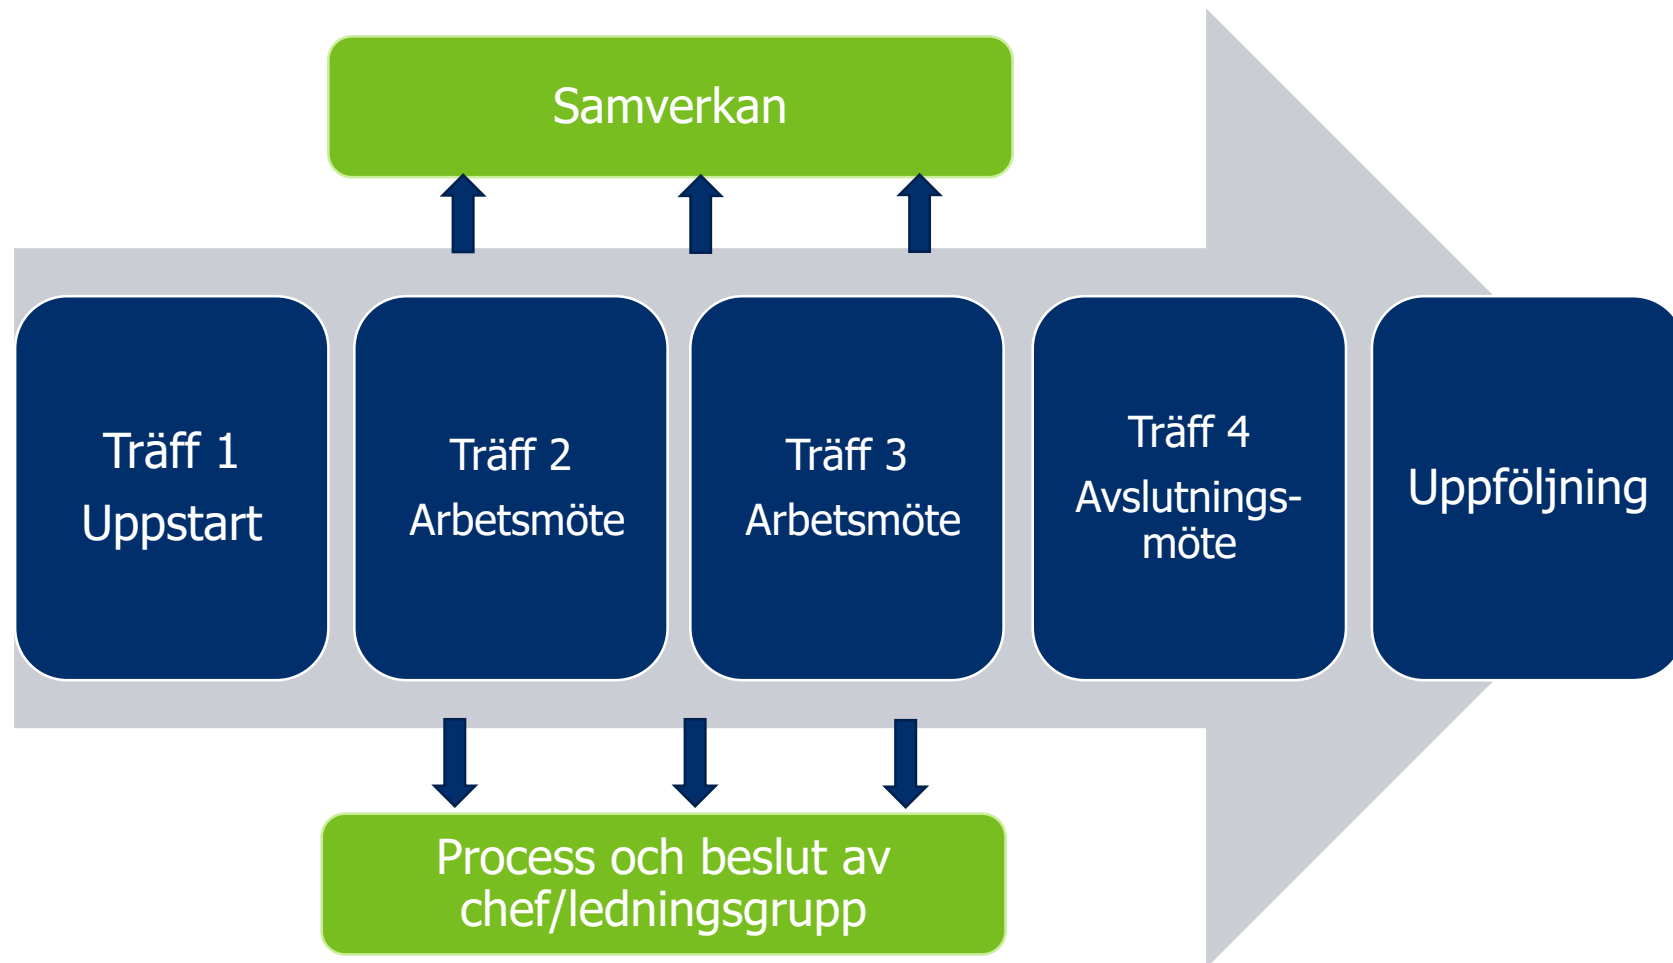 Samverkan
Träff 1
Uppstart
Träff 2
Arbetsmöte
Träff 3
Arbetsmöte
Träff 4
Avslutnings-
möte
Uppföljning
Process och beslut av
chef/ledningsgrupp